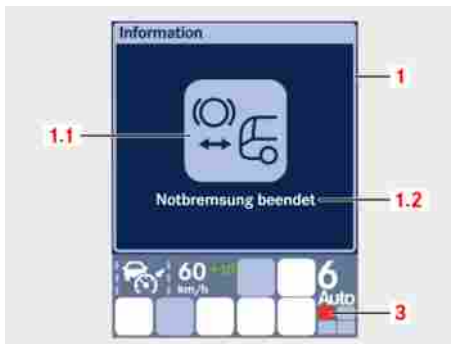 Information
1
1.1
Notbremsung beendet
1.2
60 +10
km/h
6
Auto
3